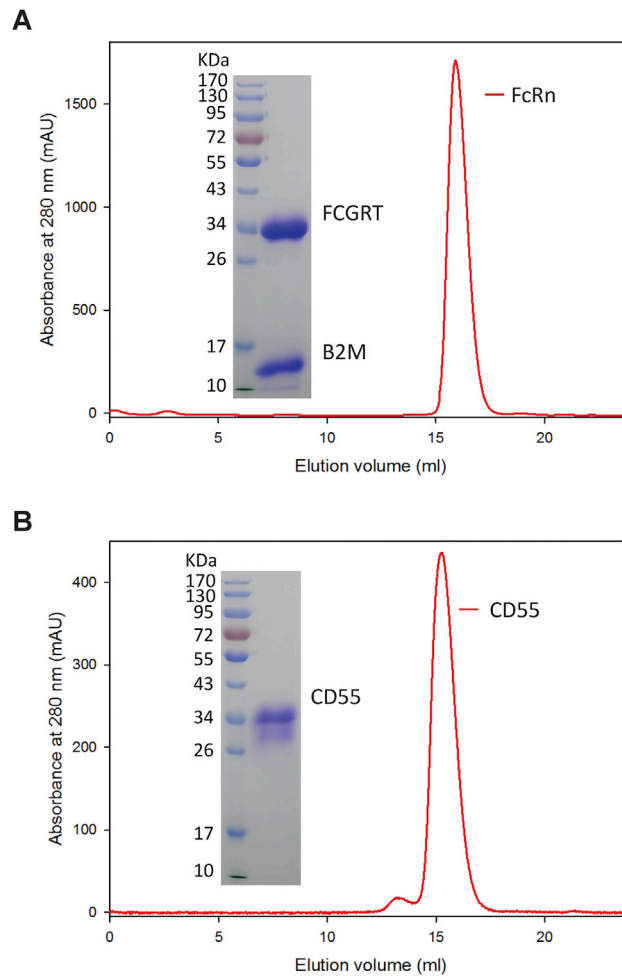 A
KDa
170
130
95
72
55
43
34
26
17
10
FCGRT
B2M
FcRn
1500
1000
500
0
Absorbance at 280 nm (mAU)
0 5 10 15 20
Elution volume (ml)
B
KDa
170
130
95
72
55
43
34
26
17
10
CD55
CD55
400
300
200
100
0
Absorbance at 280 nm (mAU)
0 5 10 15 20
Elution volume (ml)